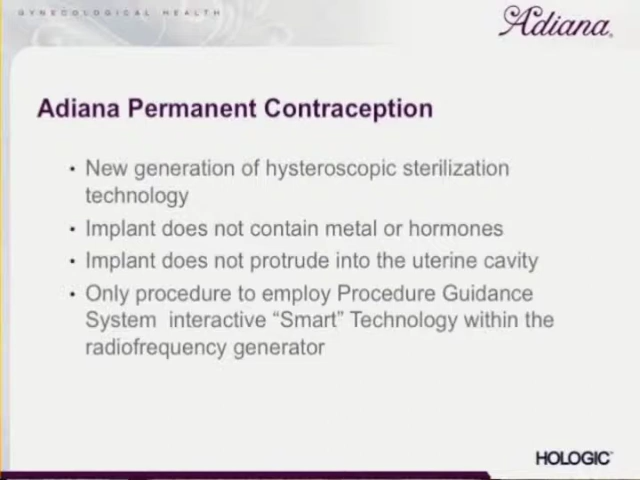 GYNECOLOGICAL HEALTH
Adiana®
Adiana Permanent Contraception
• New generation of hysteroscopic sterilization
technology
• Implant does not contain metal or hormones
• Implant does not protrude into the uterine cavity
• Only procedure to employ Procedure Guidance
System interactive “Smart” Technology within the
radiofrequency generator
HOLOGIC™